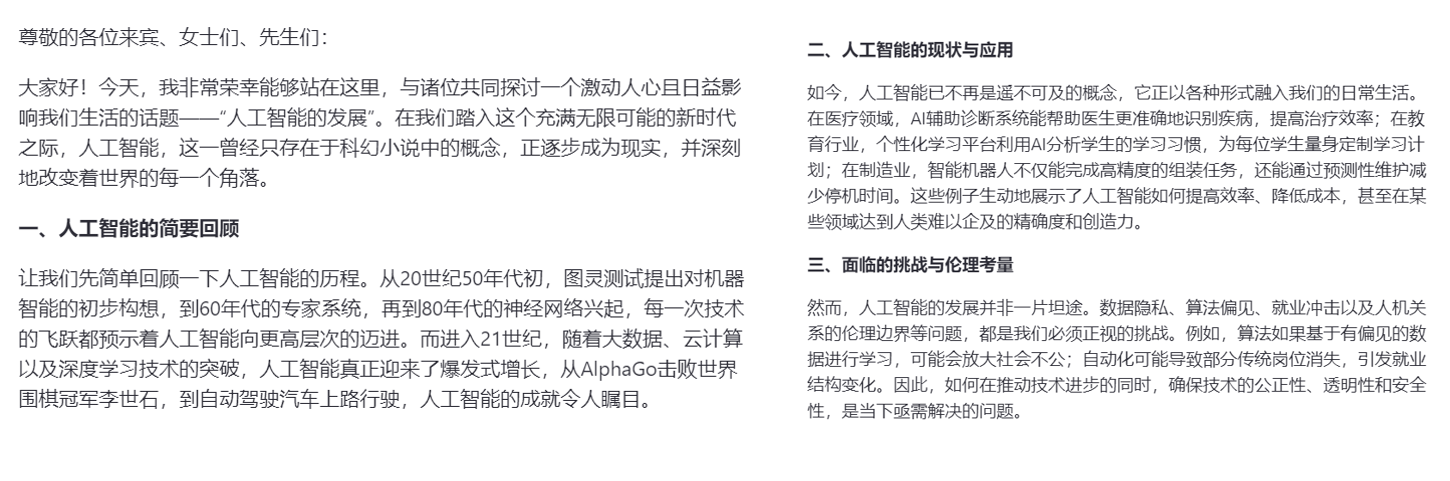 尊敬的各位来宾、女士们、先生们：
大家好！今天，我非常荣幸能够站在这里，与诸位共同探讨一个激动人心且日益影
响我们生活的话题——“人工智能的发展”。在我们踏入这个充满无限可能的新时代
之际，人工智能，这一曾经只存在于科幻小说中的概念，正逐步成为现实，并深刻
地改变着世界的每一个角落。
一、人工智能的简要回顾
让我们先简单回顾一下人工智能的历程。从20世纪50年代初，图灵测试提出对机器
智能的初步构想，到60年代的专家系统，再到80年代的神经网络兴起，每一次技术
的飞跃都预示着人工智能向更高层次的迈进。而进入21世纪，随着大数据、云计算
以及深度学习技术的突破，人工智能真正迎来了爆发式增长，从AlphaGo击败世界
围棋冠军李世石，到自动驾驶汽车上路行驶，人工智能的成就令人瞩目。
二、人工智能的现状与应用
如今，人工智能已不再是遥不可及的概念，它正以各种形式融入我们的日常生活。
在医疗领域，AI辅助诊断系统能帮助医生更准确地识别疾病，提高治疗效率；在教
育行业，个性化学习平台利用AI分析学生的学习习惯，为每位学生量身定制学习计
划；在制造业，智能机器人不仅能完成高精度的组装任务，还能通过预测性维护减
少停机时间。这些例子生动地展示了人工智能如何提高效率、降低成本，甚至在某
些领域达到人类难以企及的精确度和创造力。
三、面临的挑战与伦理考量
然而，人工智能的发展并非一片坦途。数据隐私、算法偏见、就业冲击以及人机关
系的伦理边界等问题，都是我们必须正视的挑战。例如，算法如果基于有偏见的数
据进行学习，可能会放大社会不公；自动化可能导致部分传统岗位消失，引发就业
结构变化。因此，如何在推动技术进步的同时，确保技术的公正性、透明性和安全
性，是当下亟需解决的问题。